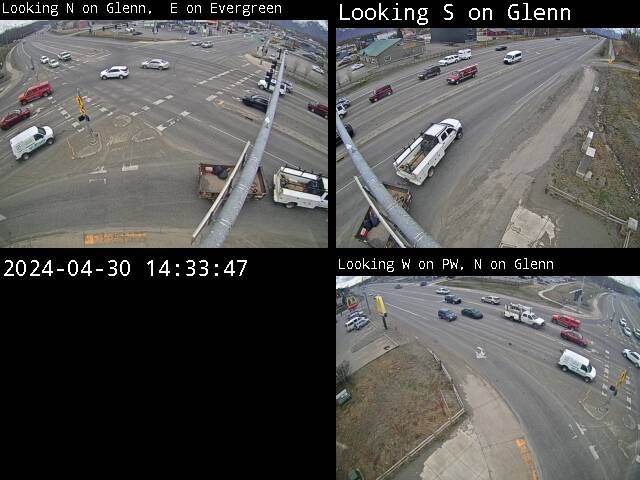 Looking N on Glenn, E on Evergreen
Looking S on Glenn
2024-04-30 14:33:47
Looking W on PW, N on Glenn